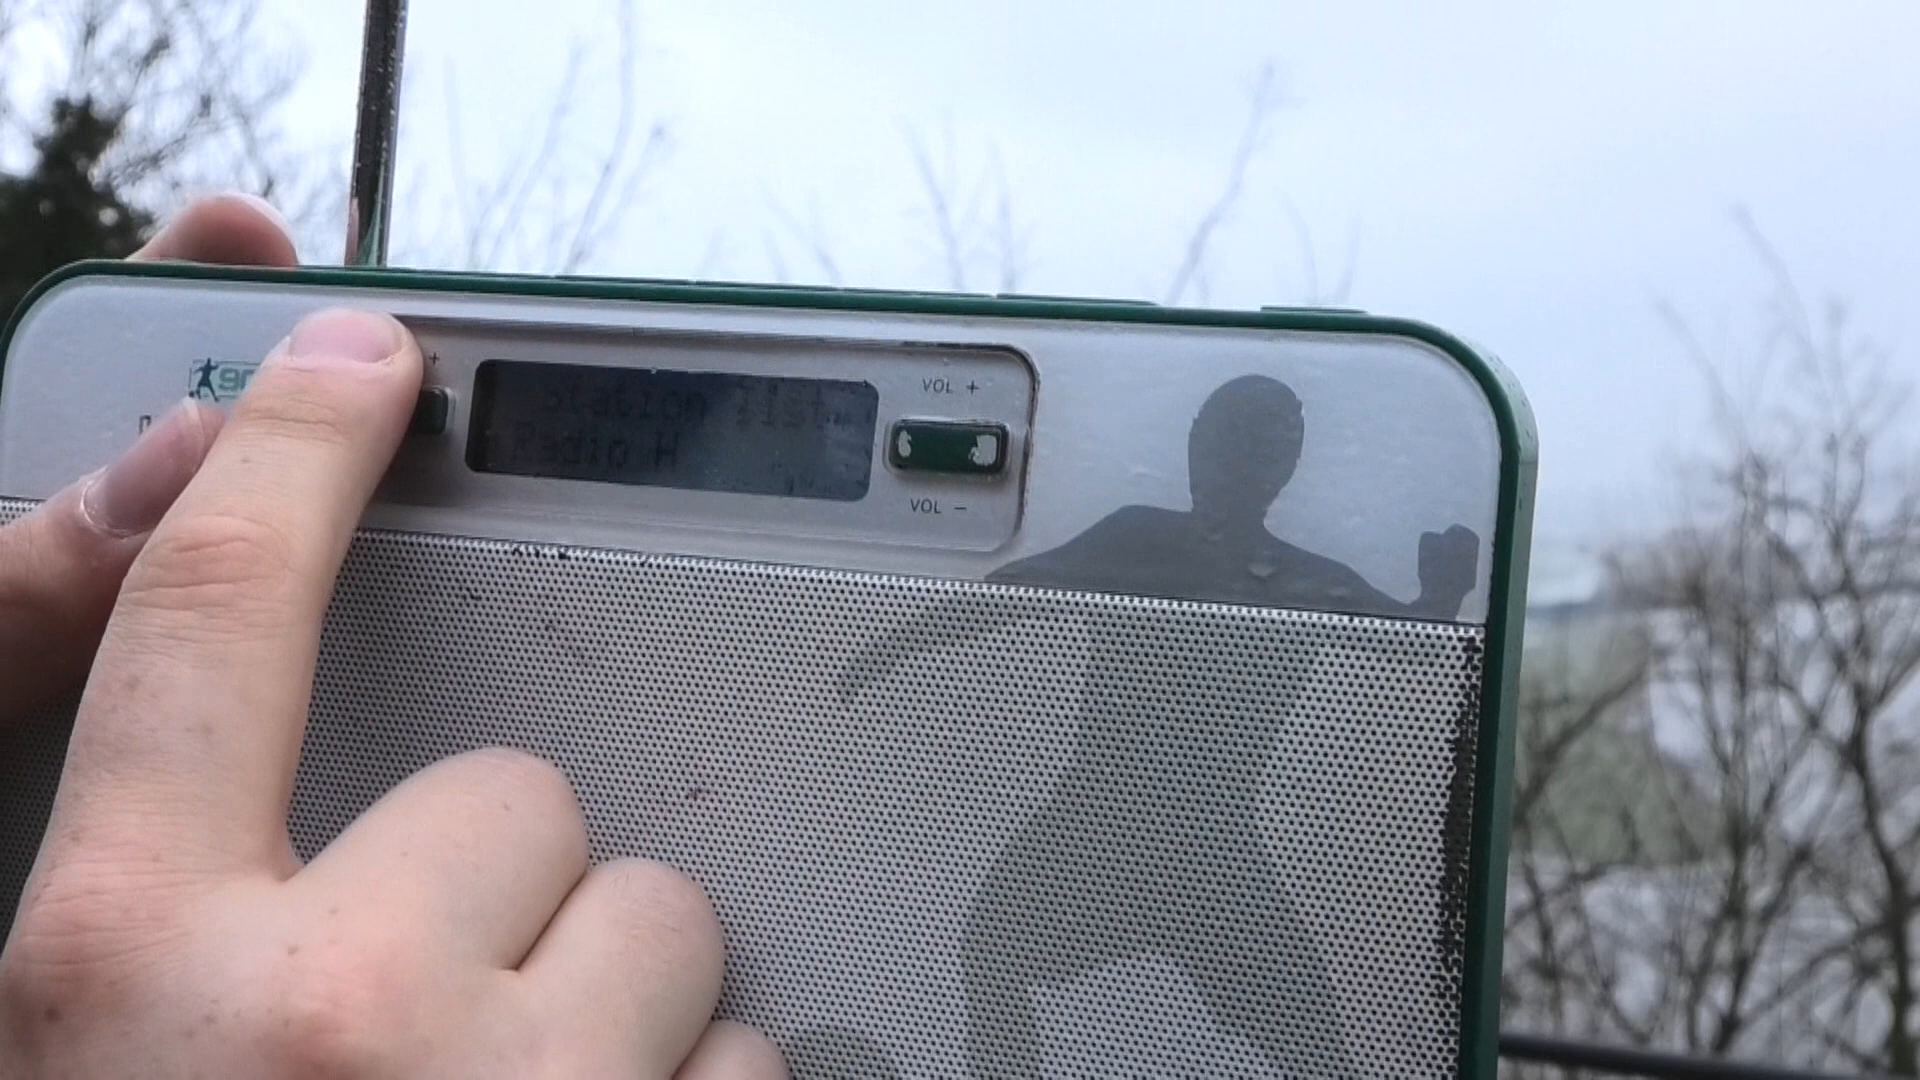 +
VOL +
Station list
Radio H
VOL −